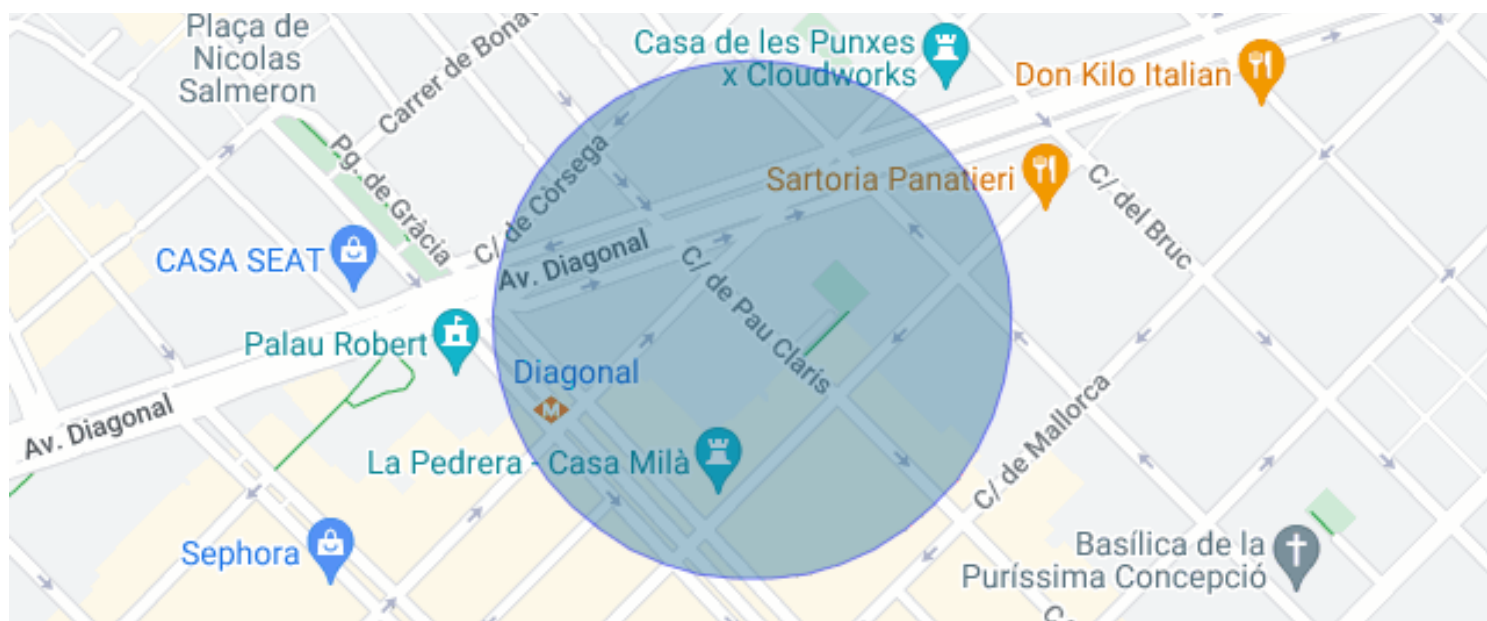 Plaça de
Nicolas
Salmeron
Carrer de Bona
Casa de les Punxes
x Cloudworks
Don Kilo Italian
Pg. de Gràcia
C/ de Còrsega
Sartoria Panatieri
C/ del Bruc
CASA SEAT
Av. Diagonal
C/ de Pau Claris
Palau Robert
Diagonal
M
Av. Diagonal
La Pedrera - Casa Milà
C/ de Mallorca
Sephora
Basílica de la
Puríssima Concepció